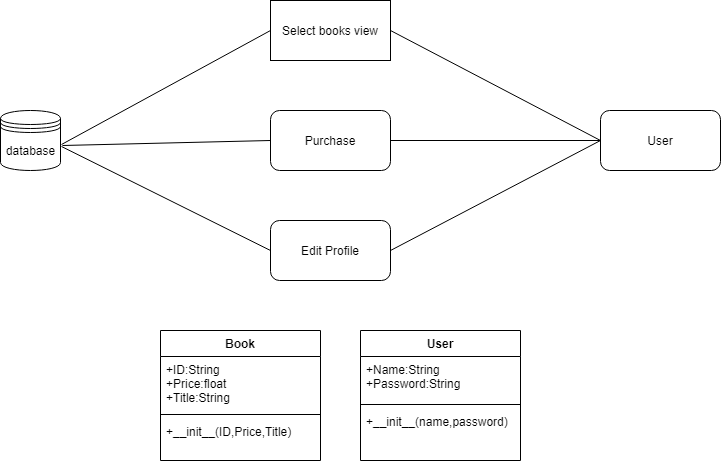 Select books view
database
Purchase
User
Edit Profile
Book
+ID:String
+Price:float
+Title:String
+__init__(ID,Price,Title)
User
+Name:String
+Password:String
+__init__(name,password)